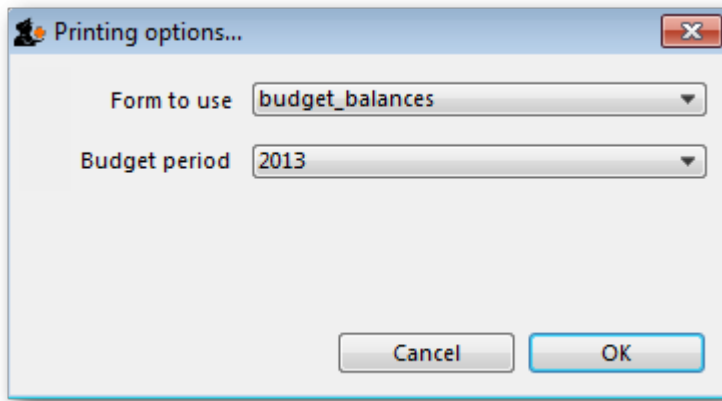 Printing options...
Form to use budget_balances
Budget period 2013
Cancel OK